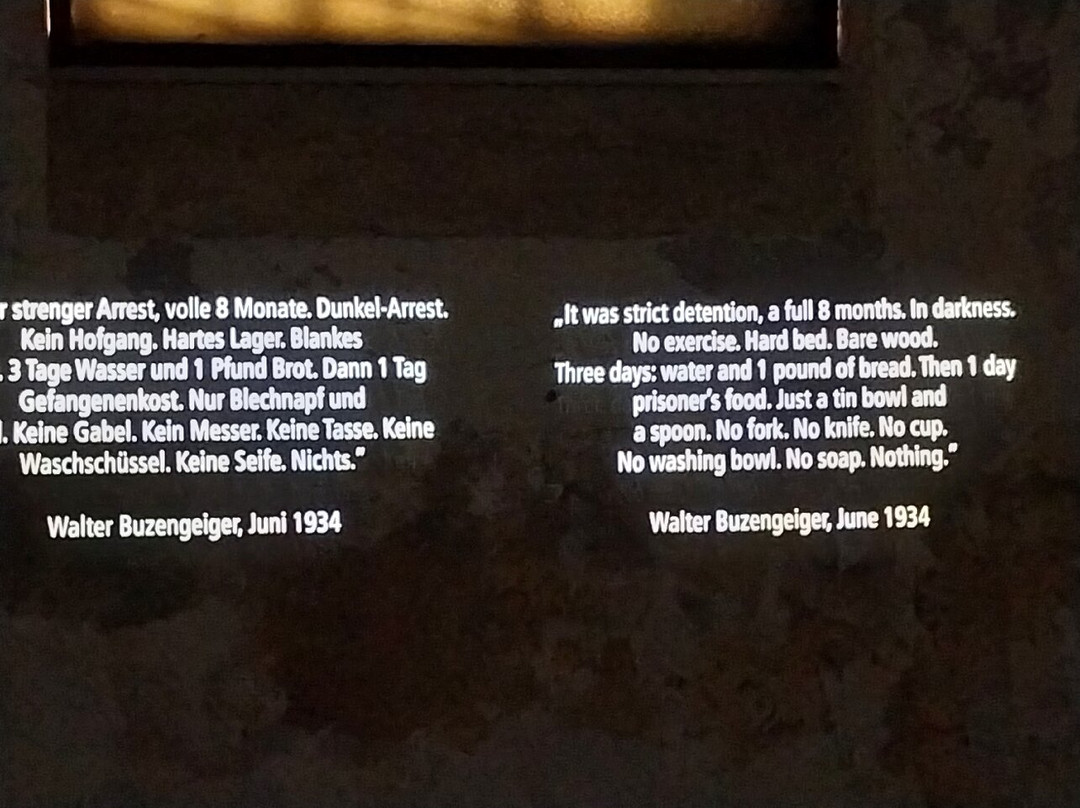 strenger Arrest, volle 8 Monate. Dunkel-Arrest.
Kein Hofgang. Hartes Lager. Blankes
. 3 Tage Wasser und 1 Pfund Brot. Dann 1 Tag
Gefangenenkost. Nur Blechnapf und
. Keine Gabel. Kein Messer. Keine Tasse. Keine
Waschschüssel. Keine Seife. Nichts.”
Walter Buzengeiger, Juni 1934
„It was strict detention, a full 8 months. In darkness.
No exercise. Hard bed. Bare wood.
Three days: water and 1 pound of bread. Then 1 day
prisoner’s food. Just a tin bowl and
a spoon. No fork. No knife. No cup.
No washing bowl. No soap. Nothing.”
Walter Buzengeiger, June 1934